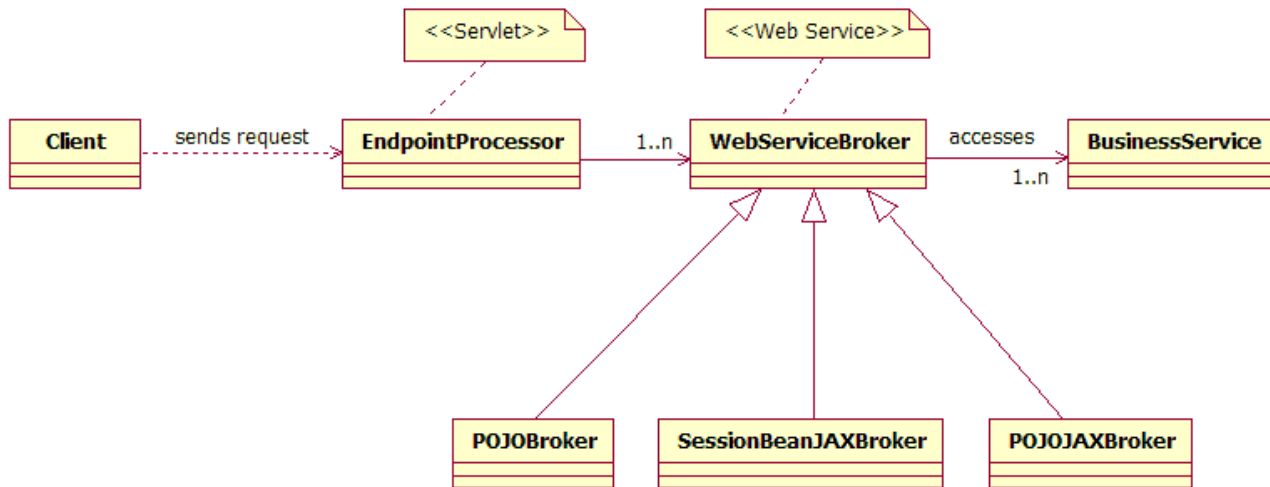 <<Servlet>>
<<Web Service>>
Client
sends request
EndpointProcessor
1..n
WebServiceBroker
accesses
1..n
BusinessService
POJOBroker
SessionBeanJAXBroker
POJOJAXBroker